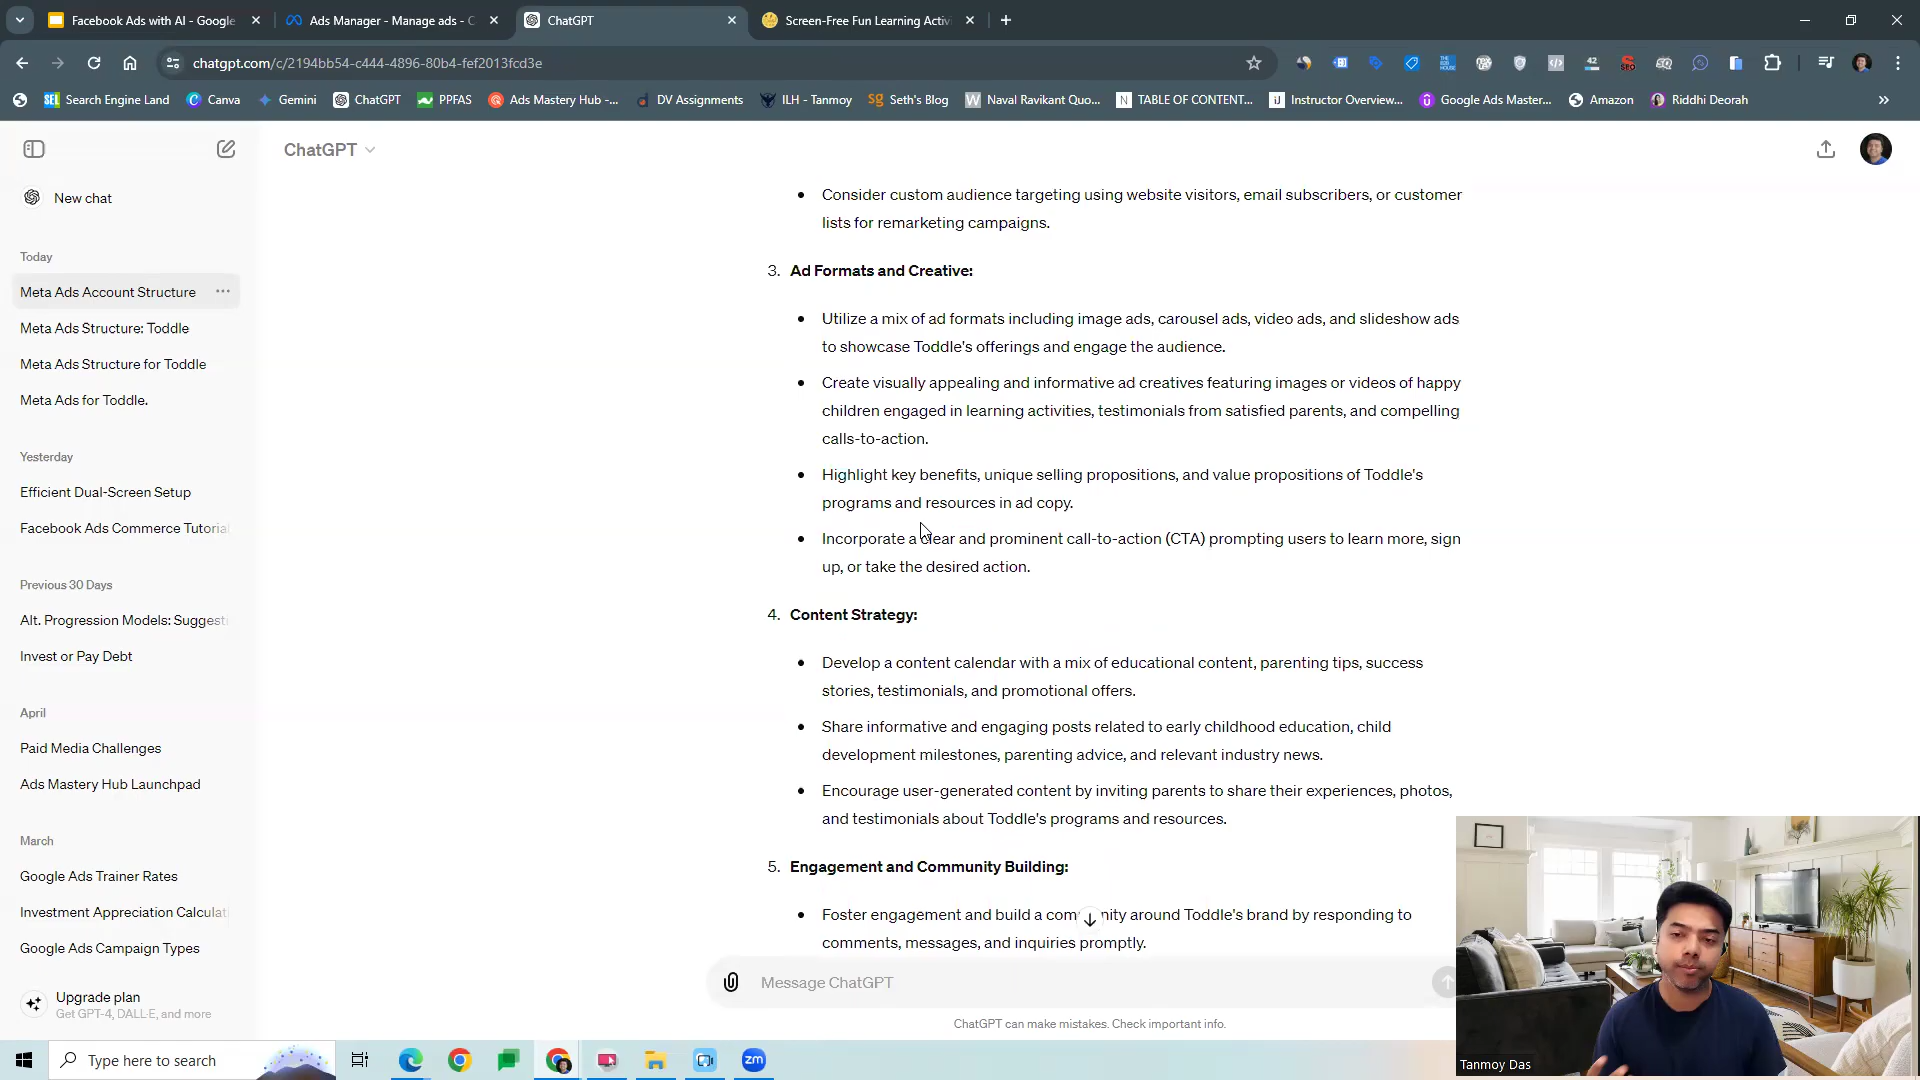 Facebook Ads with AI - Google
Ads Manager - Manage ads - C
ChatGPT
Screen-Free Fun Learning Activi
chatgpt.com/c/2194bb54-c444-4896-80b4-fef2013fcd3e
Search Engine Land
Canva
Gemini
ChatGPT
PPFAS
Ads Mastery Hub -...
DV Assignments
ILH - Tanmoy
Seth's Blog
Naval Ravikant Quo...
TABLE OF CONTENT...
Instructor Overview...
Google Ads Master...
Amazon
Riddhi Deorah
ChatGPT
New chat
Today
Meta Ads Account Structure
Meta Ads Structure: Toddle
Meta Ads Structure for Toddle
Meta Ads for Toddle.
Yesterday
Efficient Dual-Screen Setup
Facebook Ads Commerce Tutoria
Previous 30 Days
Alt. Progression Models: Suggest
Invest or Pay Debt
April
Paid Media Challenges
Ads Mastery Hub Launchpad
March
Google Ads Trainer Rates
Investment Appreciation Calculat
Google Ads Campaign Types
Upgrade plan
Get GPT-4, DALL·E, and more
• Consider custom audience targeting using website visitors, email subscribers, or customer
lists for remarketing campaigns.
3. Ad Formats and Creative:
• Utilize a mix of ad formats including image ads, carousel ads, video ads, and slideshow ads
to showcase Toddle's offerings and engage the audience.
• Create visually appealing and informative ad creatives featuring images or videos of happy
children engaged in learning activities, testimonials from satisfied parents, and compelling
calls-to-action.
• Highlight key benefits, unique selling propositions, and value propositions of Toddle's
programs and resources in ad copy.
• Incorporate a clear and prominent call-to-action (CTA) prompting users to learn more, sign
up, or take the desired action.
4. Content Strategy:
• Develop a content calendar with a mix of educational content, parenting tips, success
stories, testimonials, and promotional offers.
• Share informative and engaging posts related to early childhood education, child
development milestones, parenting advice, and relevant industry news.
• Encourage user-generated content by inviting parents to share their experiences, photos,
and testimonials about Toddle's programs and resources.
5. Engagement and Community Building:
• Foster engagement and build a community around Toddle's brand by responding to
comments, messages, and inquiries promptly.
Message ChatGPT
ChatGPT can make mistakes. Check important info.
Type here to search
zm
Tanmoy Das